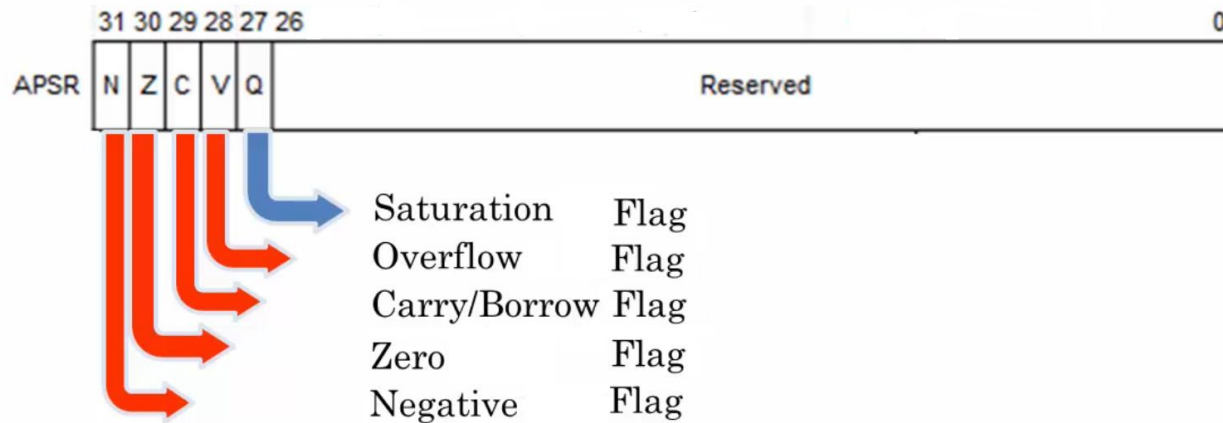 31 30 29 28 27 26 0
APSR N Z C V Q Reserved
Saturation Flag
Overflow Flag
Carry/Borrow Flag
Zero Flag
Negative Flag